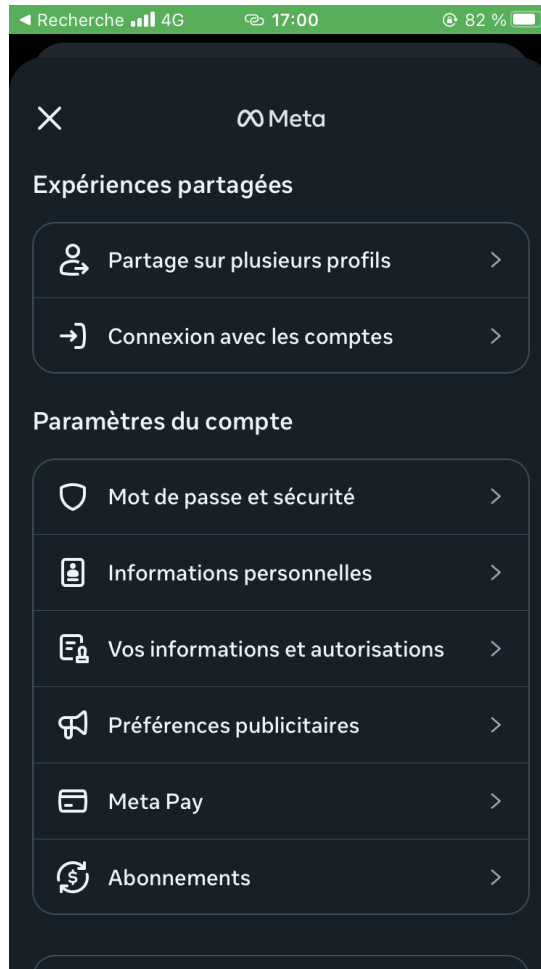 Recherche 4G 17:00 82 %
Meta
Expériences partagées
Partage sur plusieurs profils
Connexion avec les comptes
Paramètres du compte
Mot de passe et sécurité
Informations personnelles
Vos informations et autorisations
Préférences publicitaires
Meta Pay
Abonnements